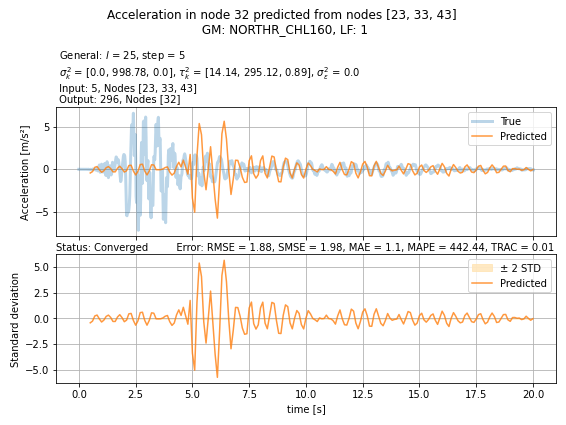 Acceleration in node 32 predicted from nodes [23, 33, 43]
GM: NORTHR_CHL160, LF: 1
General: l = 25, step = 5
σ²ₖ = [0.0, 998.78, 0.0], τ²ₖ = [14.14, 295.12, 0.89], σ²ε = 0.0
Input: 5, Nodes [23, 33, 43]
Output: 296, Nodes [32]
Acceleration [m/s²]
5
0
−5
True
Predicted
Status: Converged Error: RMSE = 1.88, SMSE = 1.98, MAE = 1.1, MAPE = 442.44, TRAC = 0.01
Standard deviation
5.0
2.5
0.0
−2.5
−5.0
± 2 STD
Predicted
0.0 2.5 5.0 7.5 10.0 12.5 15.0 17.5 20.0
time [s]